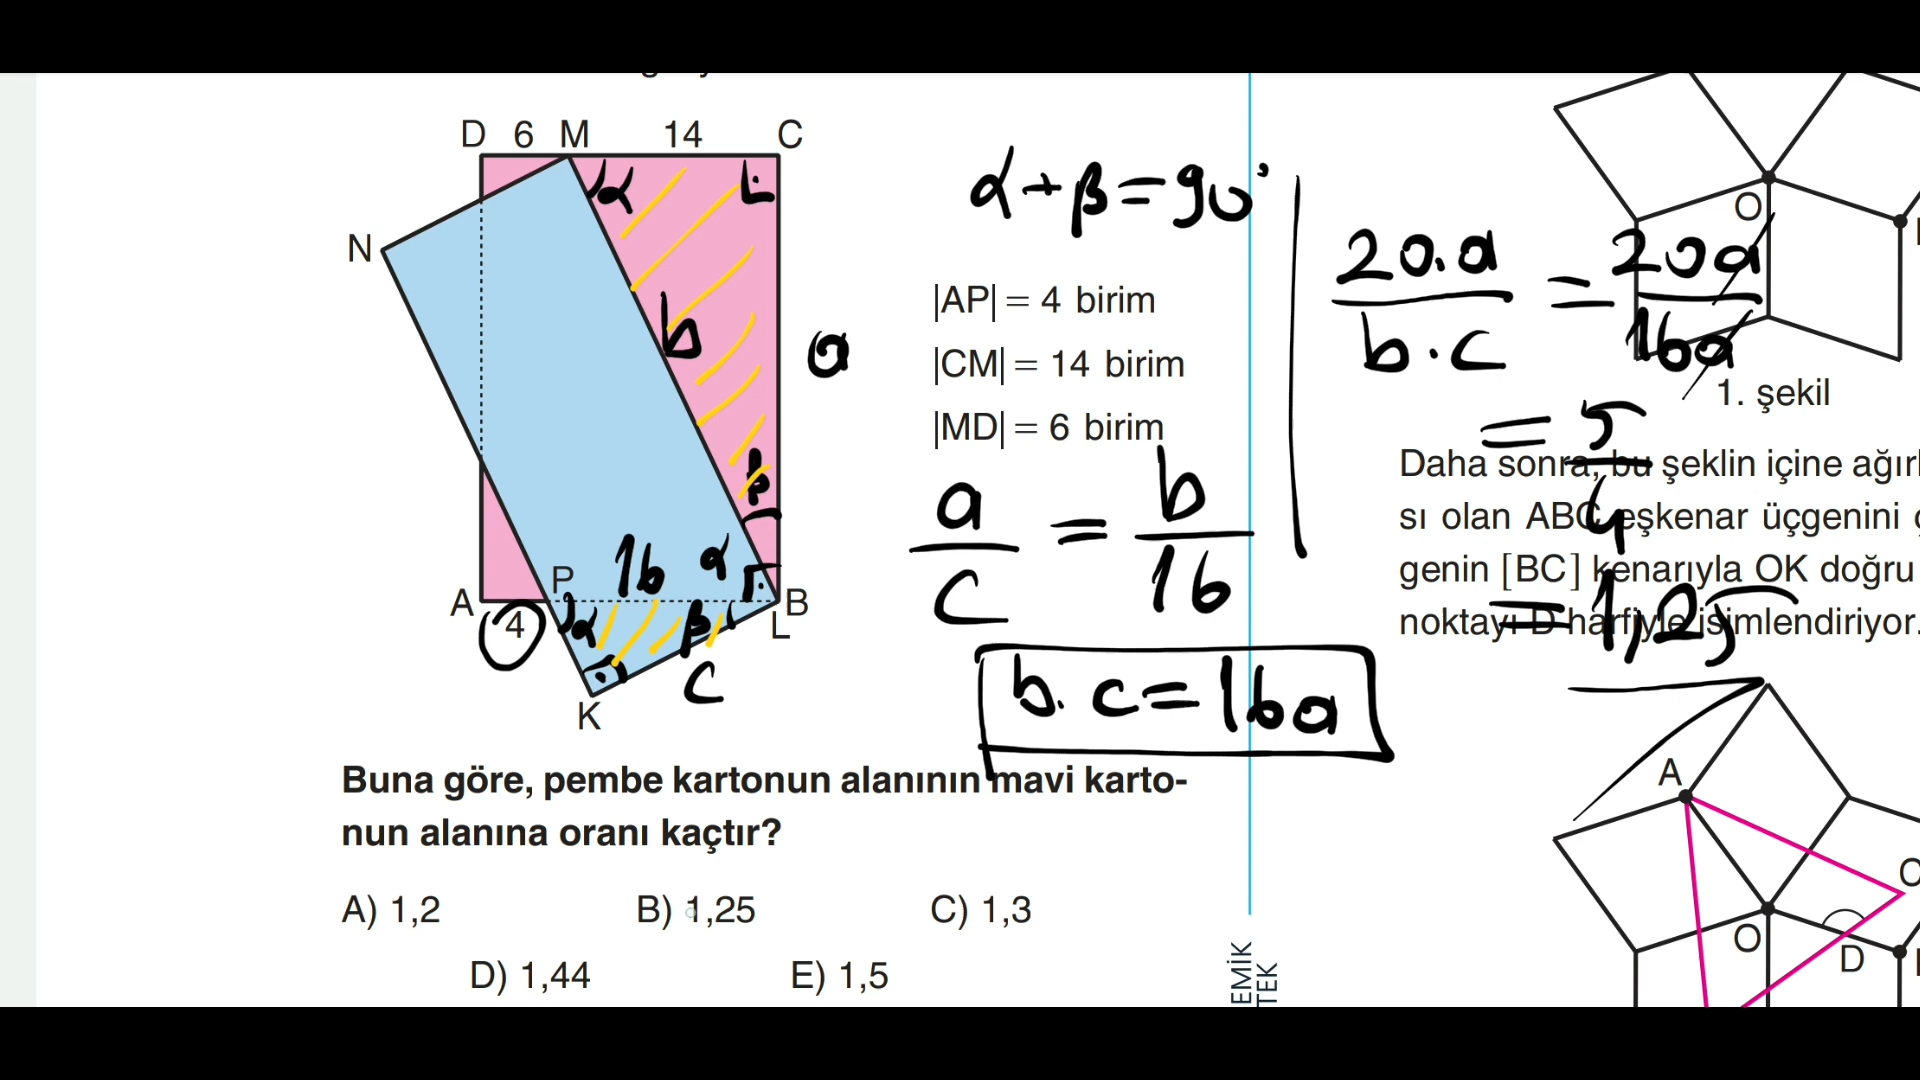 D 6 M 14 C
α
N
b
a
β
P 16 α
A 4 α β B
L
c
K
α+β=90°
|AP| = 4 birim
|CM| = 14 birim
|MD| = 6 birim
a/c = b/16
b.c=16a
20.a/b.c = 20a/16a
= 5/4
= 1,25
Buna göre, pembe kartonun alanının mavi karto-
nun alanına oranı kaçtır?
A) 1,2 B) 1,25 C) 1,3
D) 1,44 E) 1,5
EMİK
TEK
O
1. şekil
Daha sonra, bu şeklin içine ağırl
sı olan ABC eşkenar üçgenini ç
genin [BC] kenarıyla OK doğru
noktayı D harfiyle isimlendiriyor.
A
C
O
D